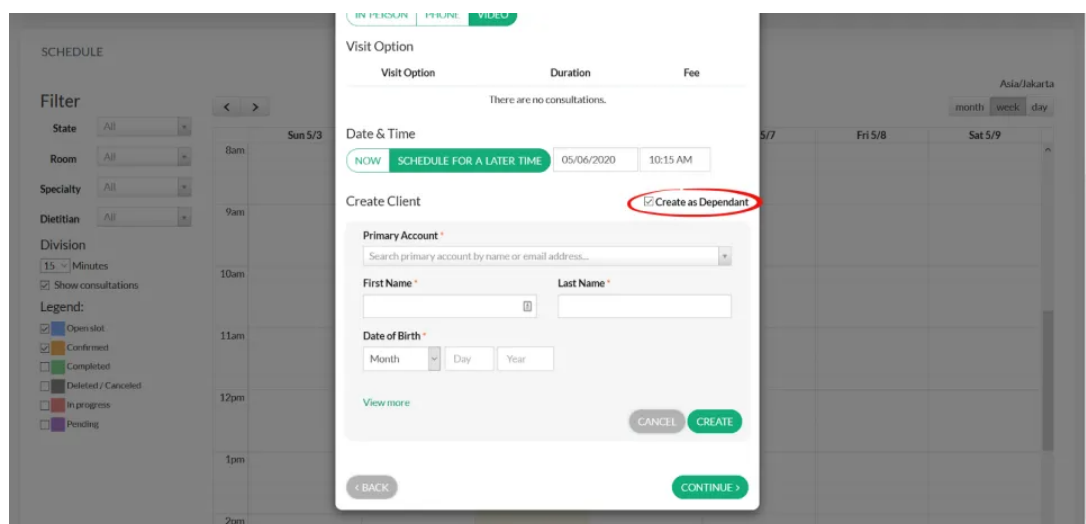 IN PERSON PHONE VIDEO
SCHEDULE
Visit Option
Visit Option Duration Fee
There are no consultations.
Asia/Jakarta
Filter
< >
month week day
State All
Sun 5/3 5/7 Fri 5/8 Sat 5/9
Date & Time
8am
Room All
NOW SCHEDULE FOR A LATER TIME 05/06/2020 10:15 AM
Specialty All
Create Client Create as Dependant
9am
Dietitian All
Primary Account *
Division
Search primary account by name or email address...
15 Minutes
10am
Show consultations
First Name * Last Name *
Legend:
Open slot
11am
Date of Birth *
Confirmed
Month Day Year
Completed
Deleted / Canceled
12pm
View more
In progress
Pending
CANCEL CREATE
1pm
< BACK CONTINUE >
2pm